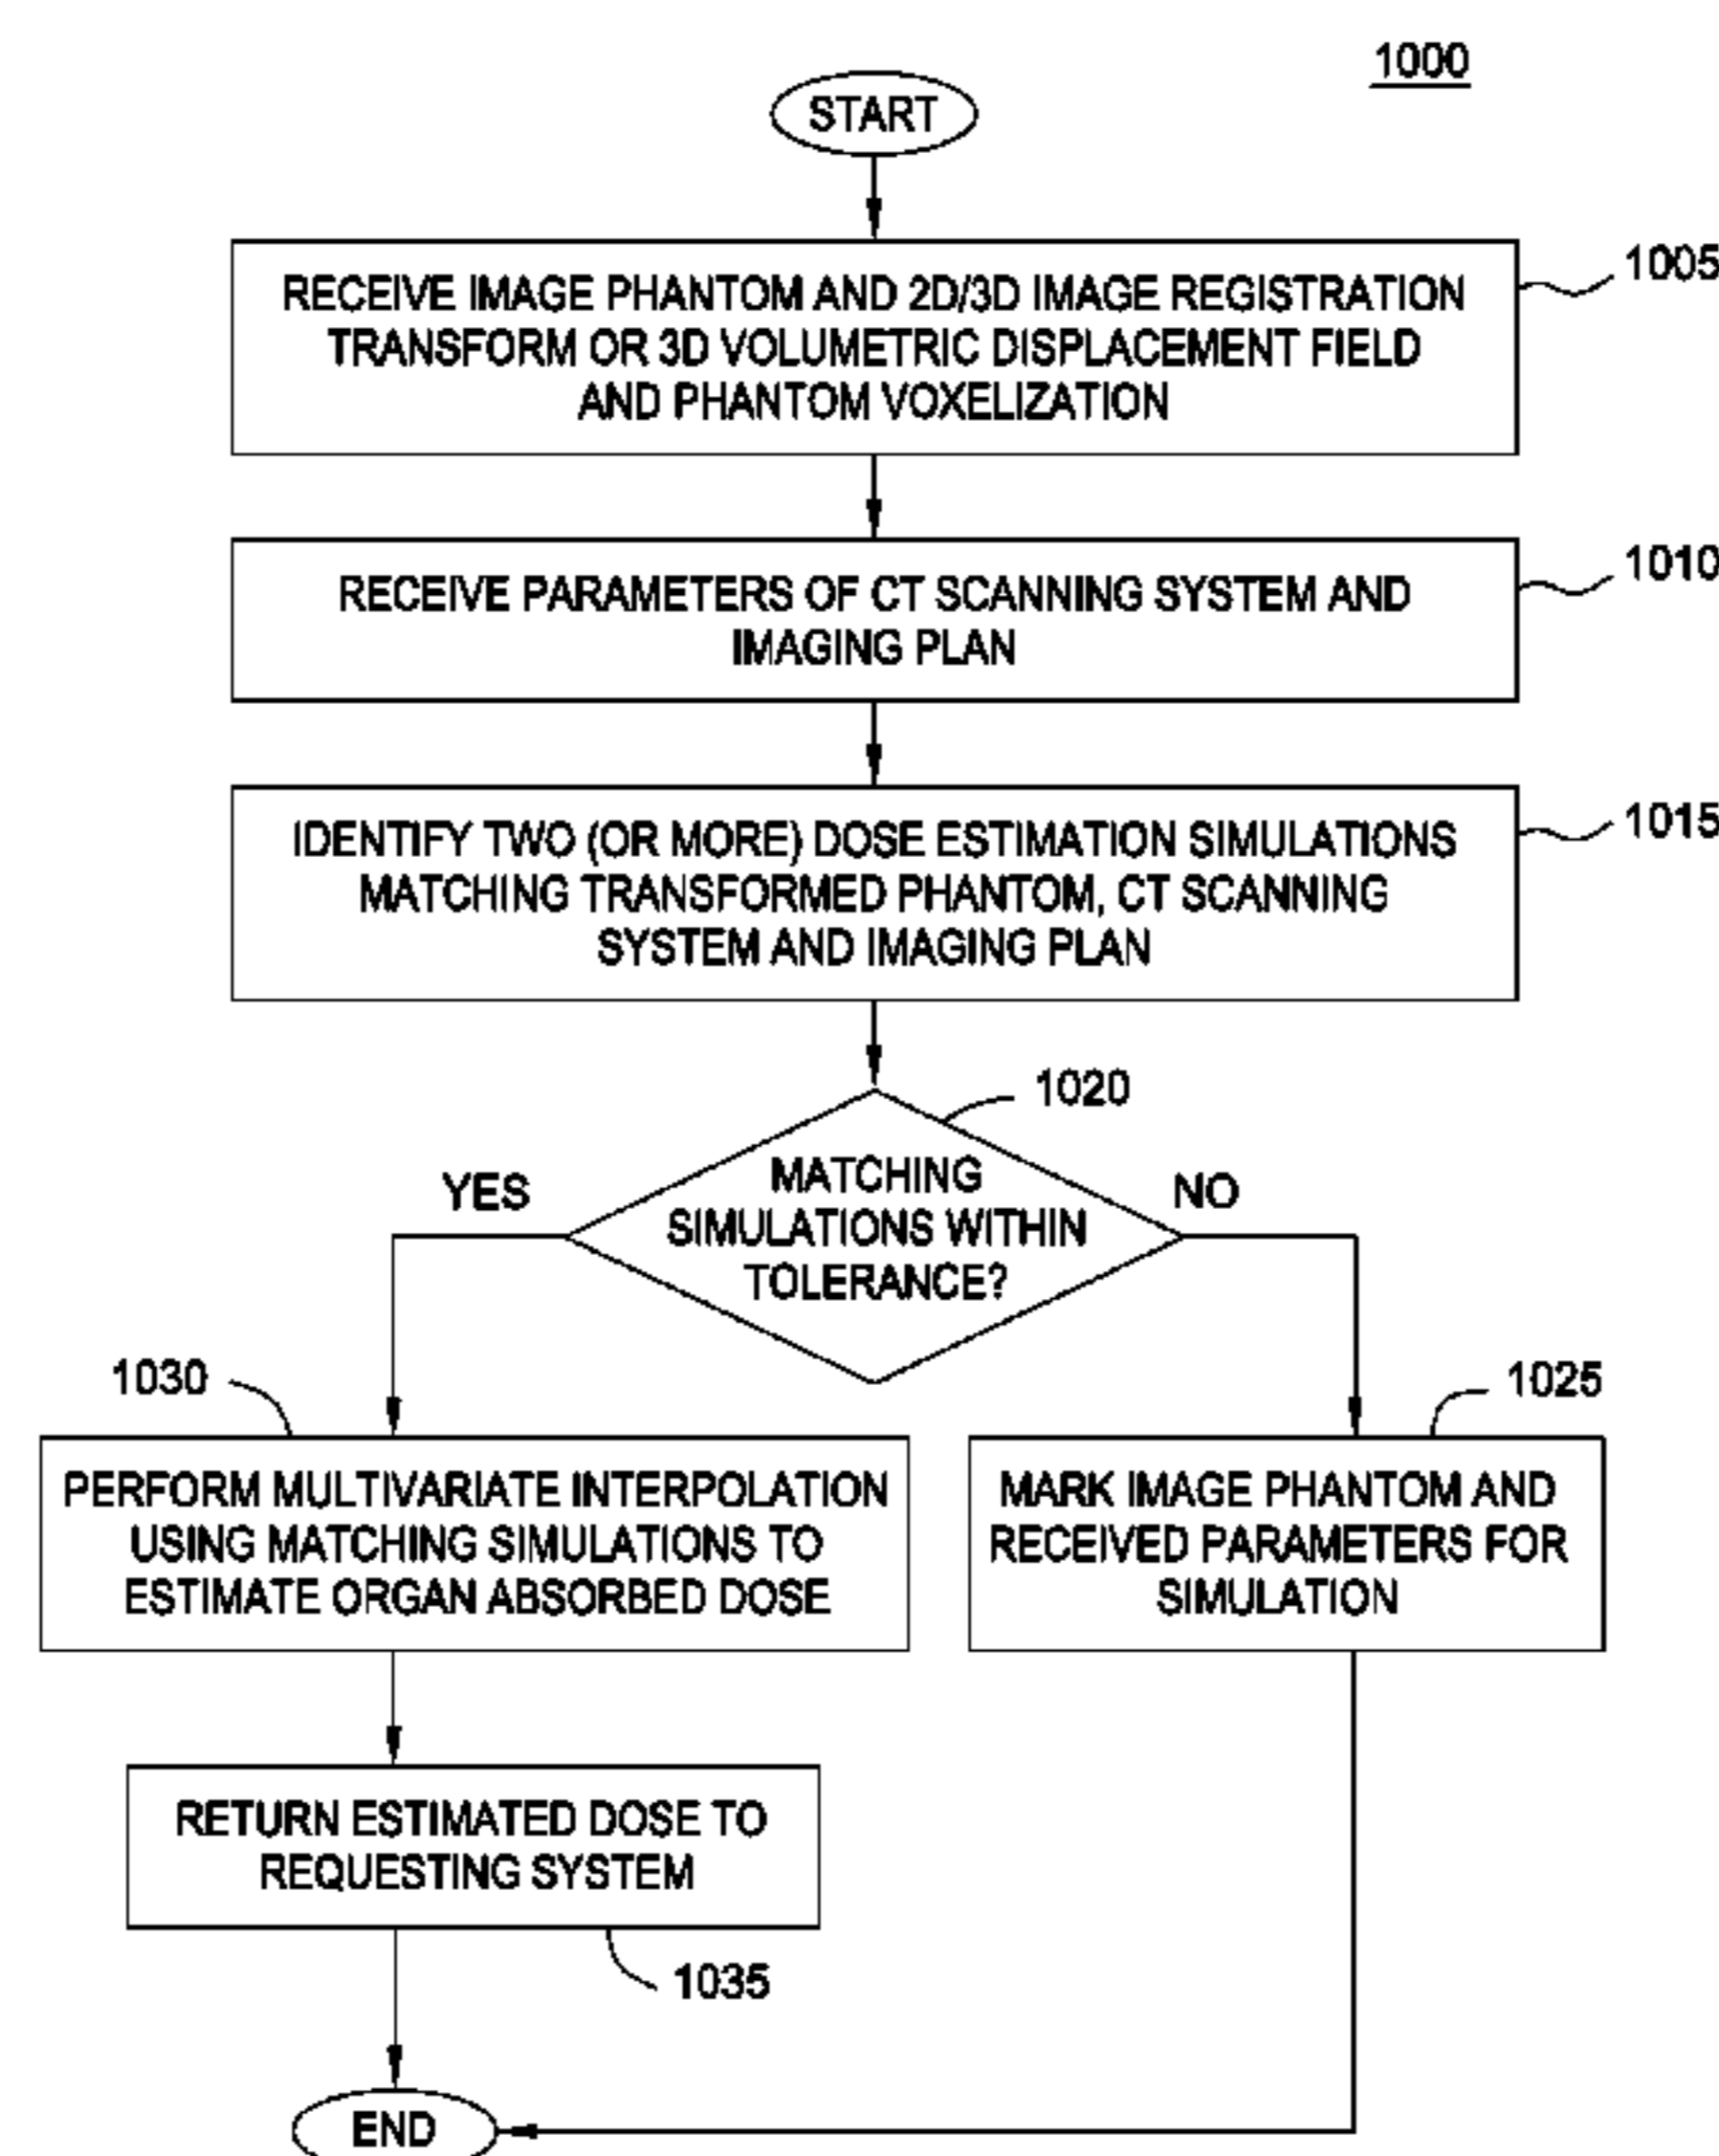 1000
START
RECEIVE IMAGE PHANTOM AND 2D/3D IMAGE REGISTRATION
TRANSFORM OR 3D VOLUMETRIC DISPLACEMENT FIELD
AND PHANTOM VOXELIZATION
1005
RECEIVE PARAMETERS OF CT SCANNING SYSTEM AND
IMAGING PLAN
1010
IDENTIFY TWO (OR MORE) DOSE ESTIMATION SIMULATIONS
MATCHING TRANSFORMED PHANTOM, CT SCANNING
SYSTEM AND IMAGING PLAN
1015
1020
MATCHING
SIMULATIONS WITHIN
TOLERANCE?
YES
NO
1030
PERFORM MULTIVARIATE INTERPOLATION
USING MATCHING SIMULATIONS TO
ESTIMATE ORGAN ABSORBED DOSE
1025
MARK IMAGE PHANTOM AND
RECEIVED PARAMETERS FOR
SIMULATION
RETURN ESTIMATED DOSE TO
REQUESTING SYSTEM
1035
END